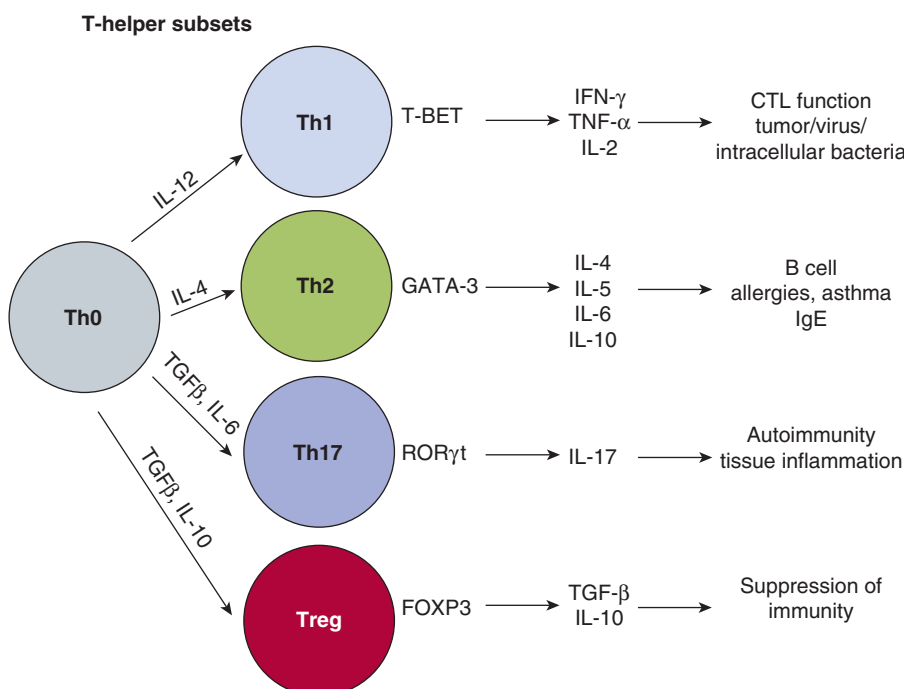 T-helper subsets
Th1
T-BET
IFN-γ
TNF-α
IL-2
CTL function
tumor/virus/
intracellular bacteria
IL-12
Th0
IL-4
Th2
GATA-3
IL-4
IL-5
IL-6
IL-10
B cell
allergies, asthma
IgE
TGFβ, IL-6
Th17
RORγt
IL-17
Autoimmunity
tissue inflammation
TGFβ, IL-10
Treg
FOXP3
TGF-β
IL-10
Suppression of
immunity